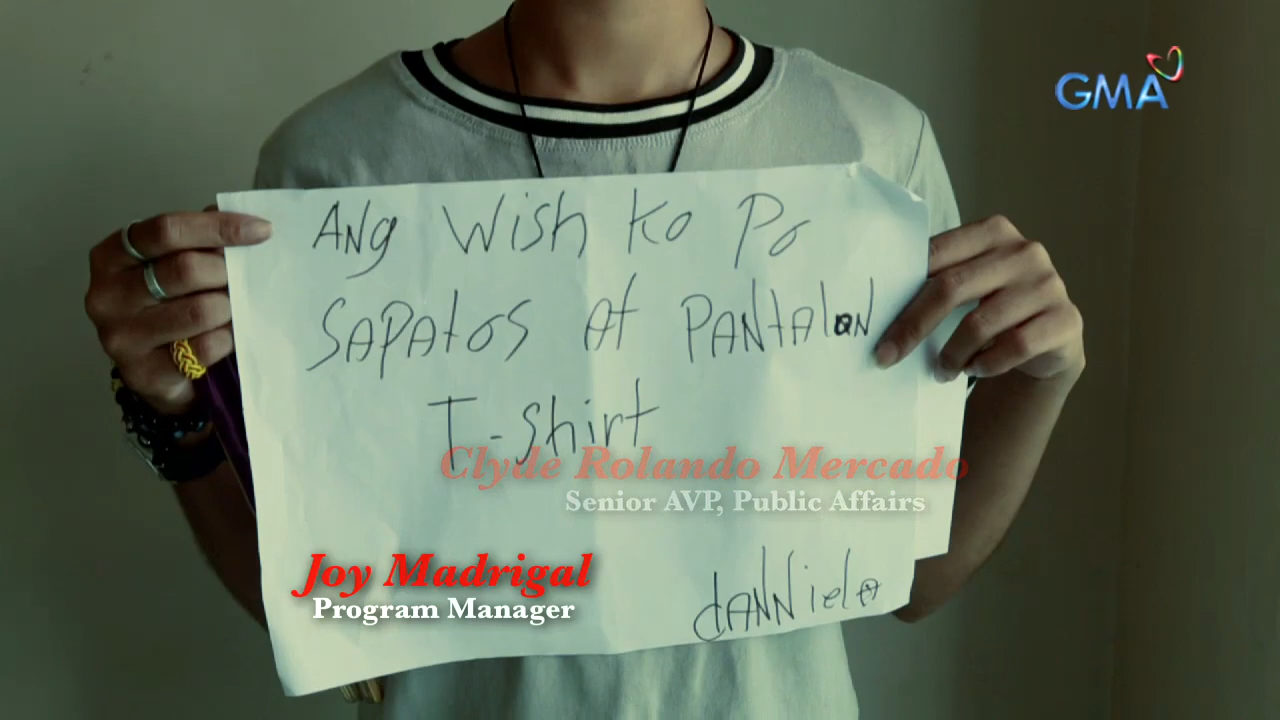 GMA
ANg Wish Ko Po
SAPAtOS At PANtAlON
T-Shirt
Clyde Rolando Mercado
Senior AVP, Public Affairs
Joy Madrigal
Program Manager
dANNielo